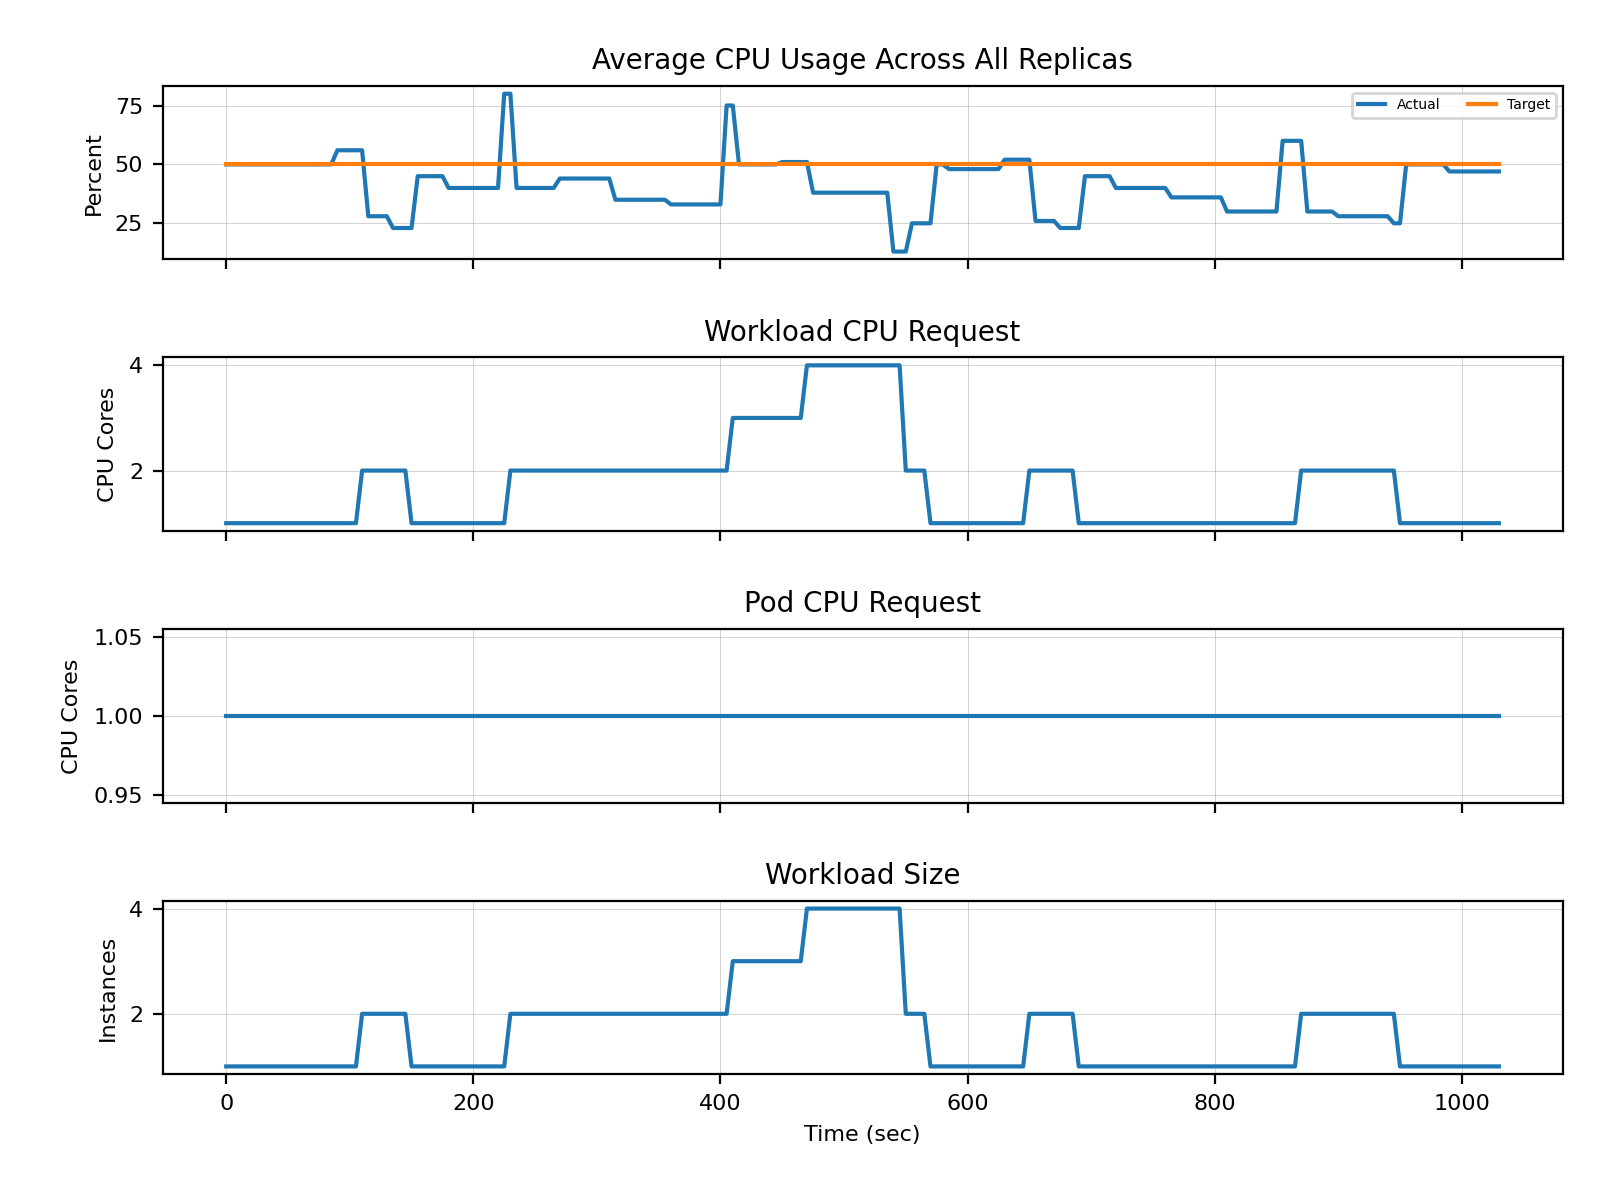 Average CPU Usage Across All Replicas
Percent
75
50
25
Actual
Target
Workload CPU Request
CPU Cores
4
2
Pod CPU Request
CPU Cores
1.05
1.00
0.95
Workload Size
Instances
4
2
0 200 400 600 800 1000
Time (sec)